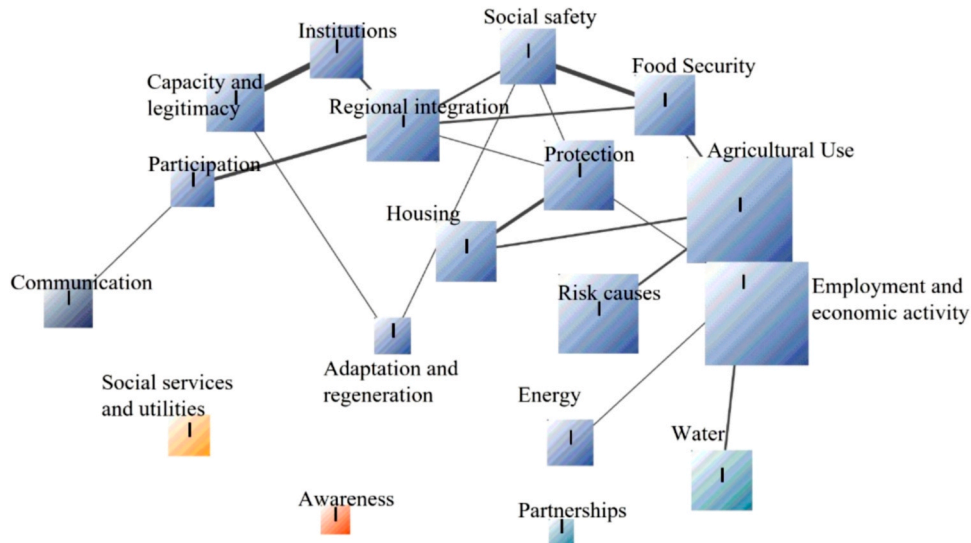 Social safety
Institutions
Food Security
Capacity and
legitimacy
Regional integration
Agricultural Use
Protection
Participation
Housing
Communication
Risk causes
Employment and
economic activity
Adaptation and
regeneration
Social services
and utilities
Energy
Water
Awareness
Partnerships